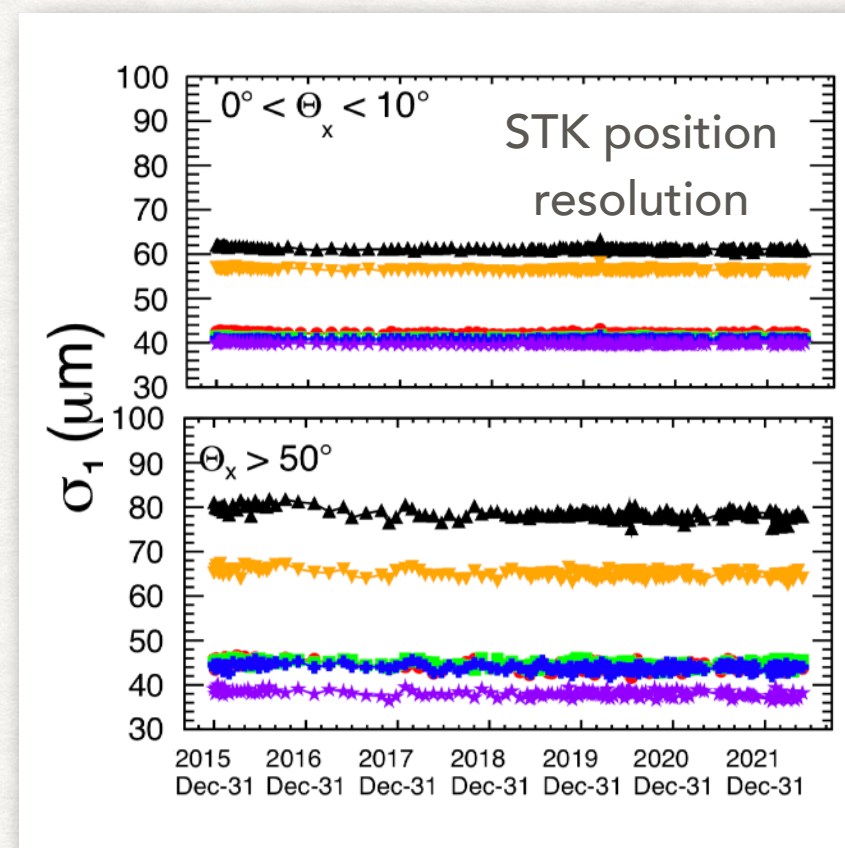 100
90
80
70
60
50
40
30
0° < Θx < 10°
STK position
resolution
σ1 (μm)
100
90
80
70
60
50
40
30
Θx > 50°
2015 2016 2017 2018 2019 2020 2021
Dec-31 Dec-31 Dec-31 Dec-31 Dec-31 Dec-31 Dec-31